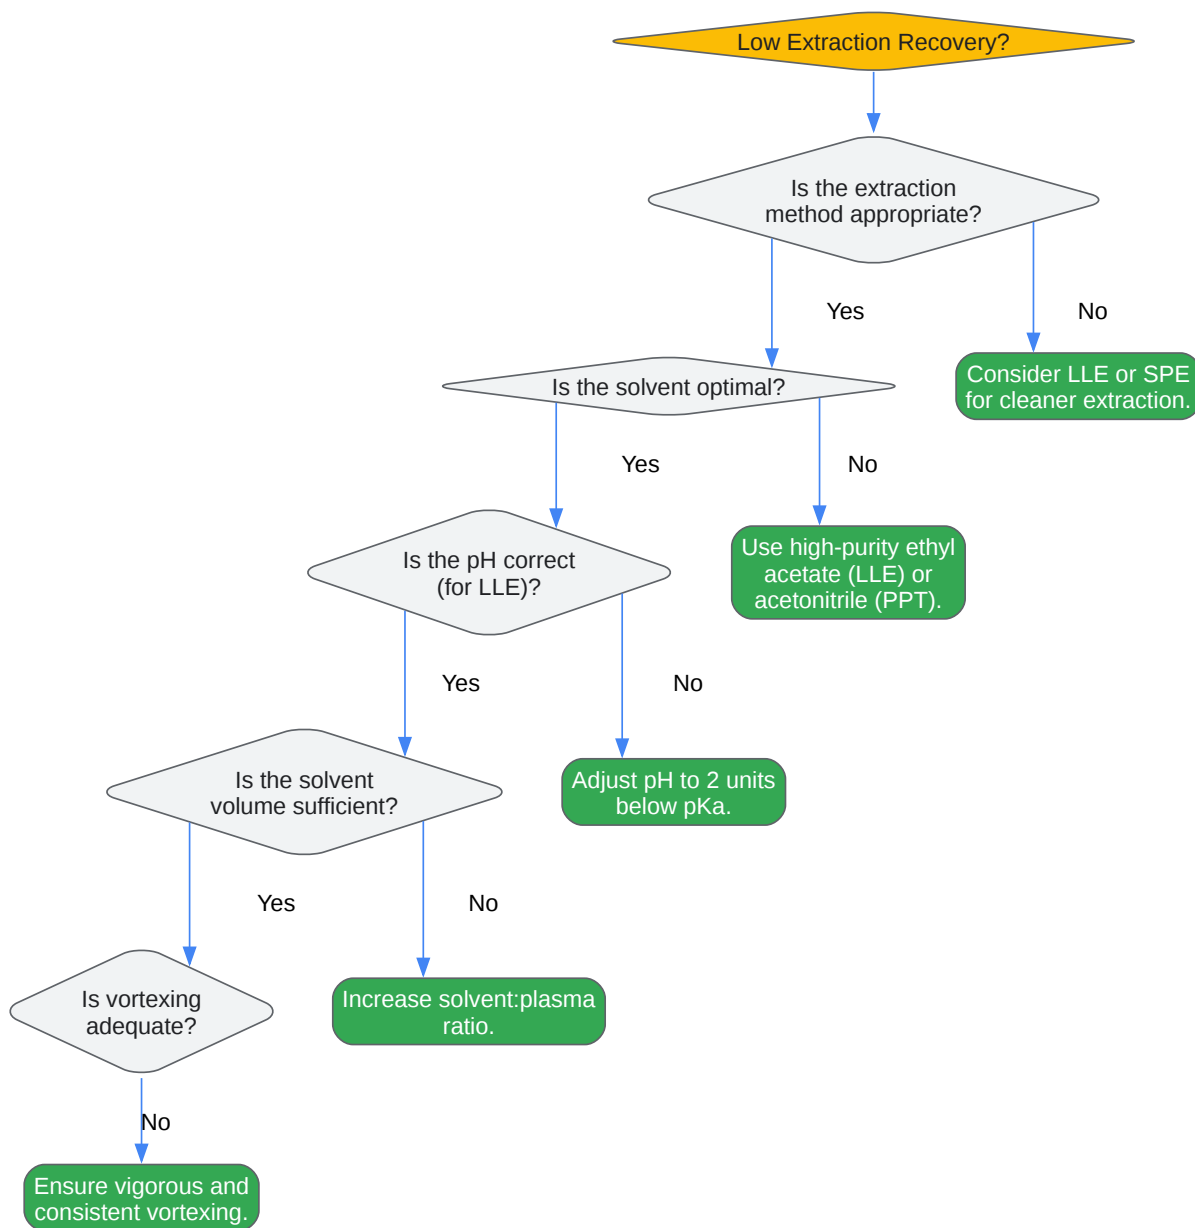 Low Extraction Recovery?
Is the extraction
method appropriate?
Yes
No
Is the solvent optimal?
Consider LLE or SPE
for cleaner extraction.
Yes
No
Is the pH correct
(for LLE)?
Use high-purity ethyl
acetate (LLE) or
acetonitrile (PPT).
Yes
No
Is the solvent
volume sufficient?
Adjust pH to 2 units
below pKa.
Yes
No
Is vortexing
adequate?
Increase solvent:plasma
ratio.
No
Ensure vigorous and
consistent vortexing.